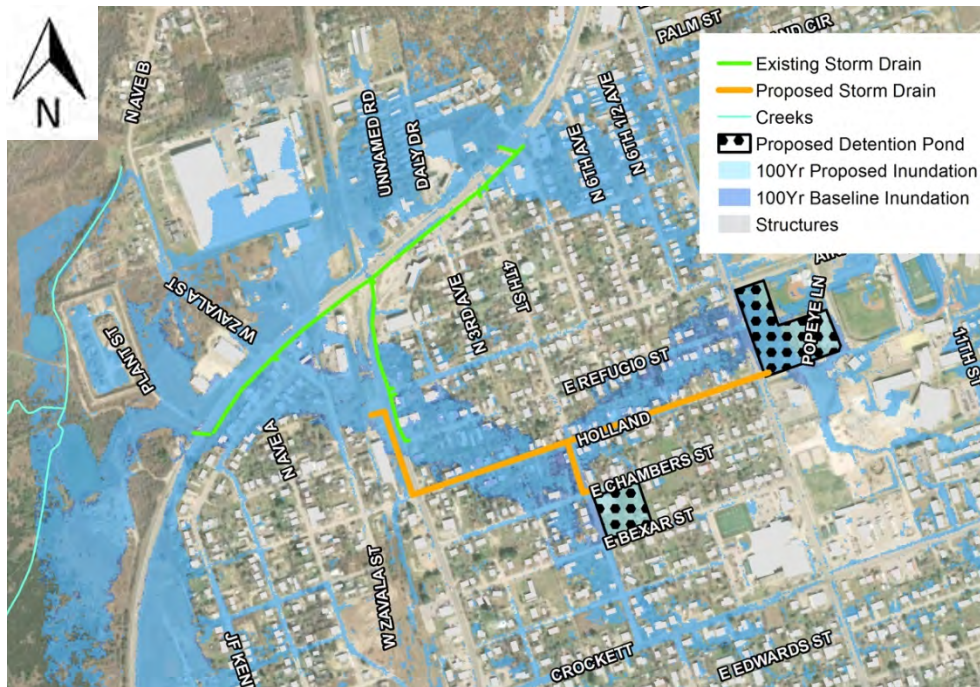 N
N AVE B
PALM ST
Existing Storm Drain
Proposed Storm Drain
Creeks
Proposed Detention Pond
100Yr Proposed Inundation
100Yr Baseline Inundation
Structures
UNNAMED RD
DALY DR
N 6TH AVE
N 6TH 1/2 AVE
W ZAVALA ST
PLANT ST
N 3RD AVE
4TH ST
POPEYE LN
11TH ST
E REFUGIO ST
HOLLAND
N AVE A
E CHAMBERS ST
E BEXAR ST
W ZAVALA ST
CROCKETT
E EDWARDS ST